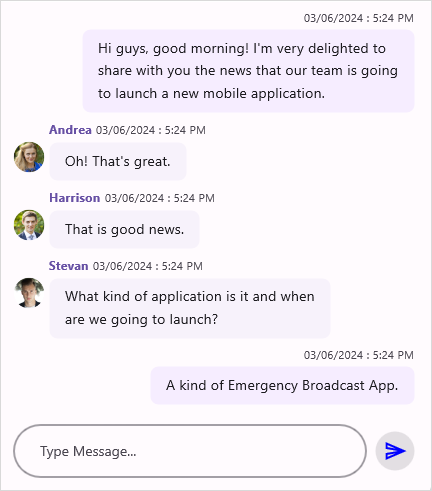 03/06/2024 : 5:24 PM
Hi guys, good morning! I'm very delighted to
share with you the news that our team is going
to launch a new mobile application.
Andrea 03/06/2024 : 5:24 PM
Oh! That's great.
Harrison 03/06/2024 : 5:24 PM
That is good news.
Stevan 03/06/2024 : 5:24 PM
What kind of application is it and when
are we going to launch?
03/06/2024 : 5:24 PM
A kind of Emergency Broadcast App.
Type Message...